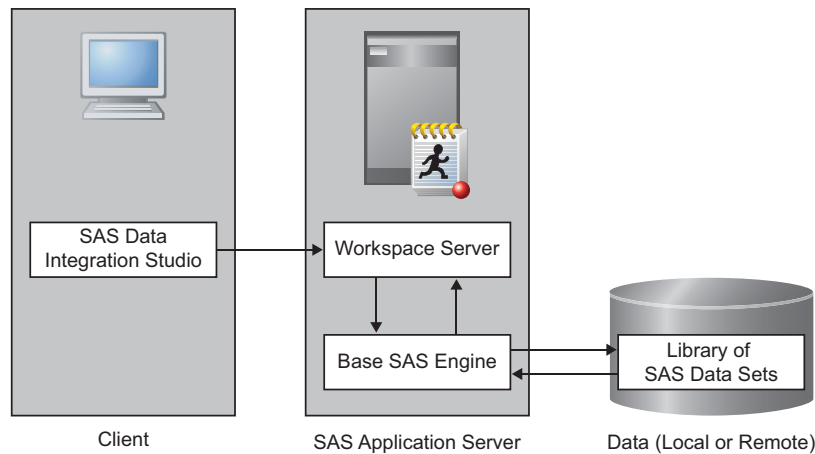 SAS Data
Integration Studio
Workspace Server
Base SAS Engine
Library of
SAS Data Sets
Client
SAS Application Server
Data (Local or Remote)